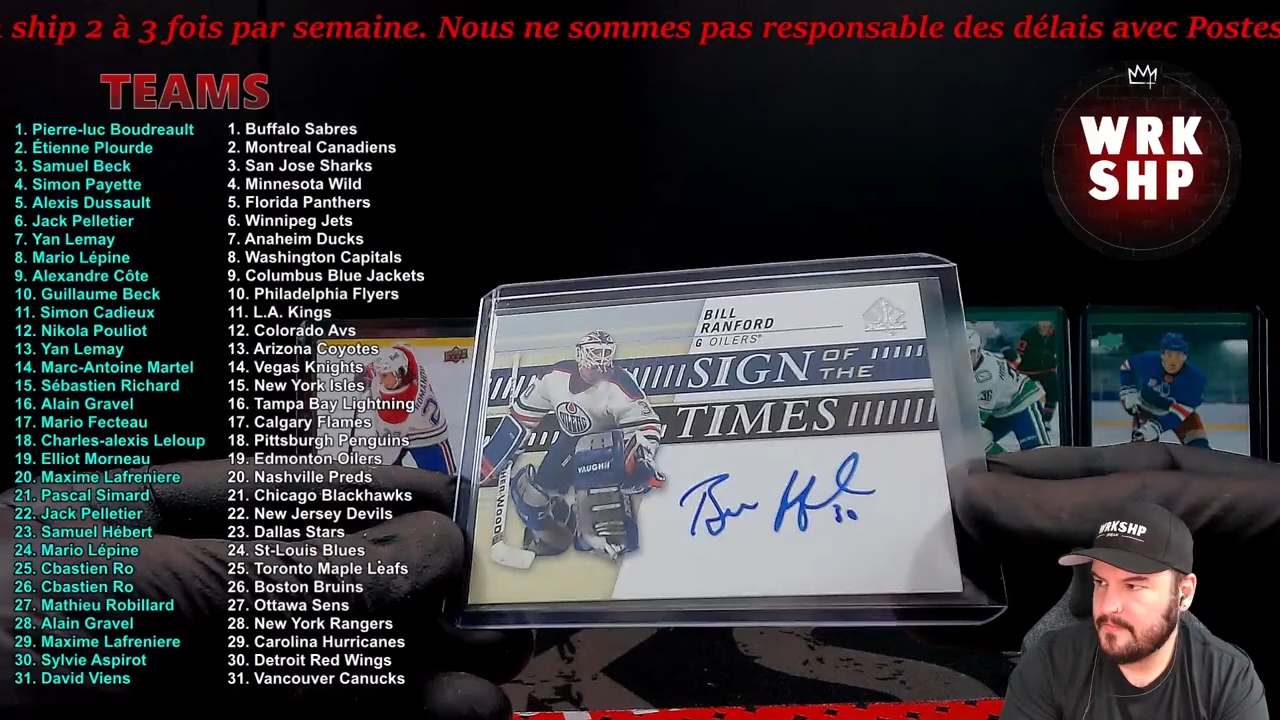 ship 2 à 3 fois par semaine. Nous ne sommes pas responsable des délais avec Postes
TEAMS
1. Pierre-luc Boudreault 1. Buffalo Sabres
2. Étienne Plourde 2. Montreal Canadiens
3. Samuel Beck 3. San Jose Sharks
4. Simon Payette 4. Minnesota Wild
5. Alexis Dussault 5. Florida Panthers
6. Jack Pelletier 6. Winnipeg Jets
7. Yan Lemay 7. Anaheim Ducks
8. Mario Lépine 8. Washington Capitals
9. Alexandre Côte 9. Columbus Blue Jackets
10. Guillaume Beck 10. Philadelphia Flyers
11. Simon Cadieux 11. L.A. Kings
12. Nikola Pouliot 12. Colorado Avs
13. Yan Lemay 13. Arizona Coyotes
14. Marc-Antoine Martel 14. Vegas Knights
15. Sébastien Richard 15. New York Isles
16. Alain Gravel 16. Tampa Bay Lightning
17. Mario Fecteau 17. Calgary Flames
18. Charles-alexis Leloup 18. Pittsburgh Penguins
19. Elliot Morneau 19. Edmonton Oilers
20. Maxime Lafreniere 20. Nashville Preds
21. Pascal Simard 21. Chicago Blackhawks
22. Jack Pelletier 22. New Jersey Devils
23. Samuel Hébert 23. Dallas Stars
24. Mario Lépine 24. St-Louis Blues
25. Cbastien Ro 25. Toronto Maple Leafs
26. Cbastien Ro 26. Boston Bruins
27. Mathieu Robillard 27. Ottawa Sens
28. Alain Gravel 28. New York Rangers
29. Maxime Lafreniere 29. Carolina Hurricanes
30. Sylvie Aspirot 30. Detroit Red Wings
31. David Viens 31. Vancouver Canucks
WRK
SHP
BILL
RANFORD
G OILERS
SIGN OF THE
TIMES
VAUGHN
30
WRKSHP